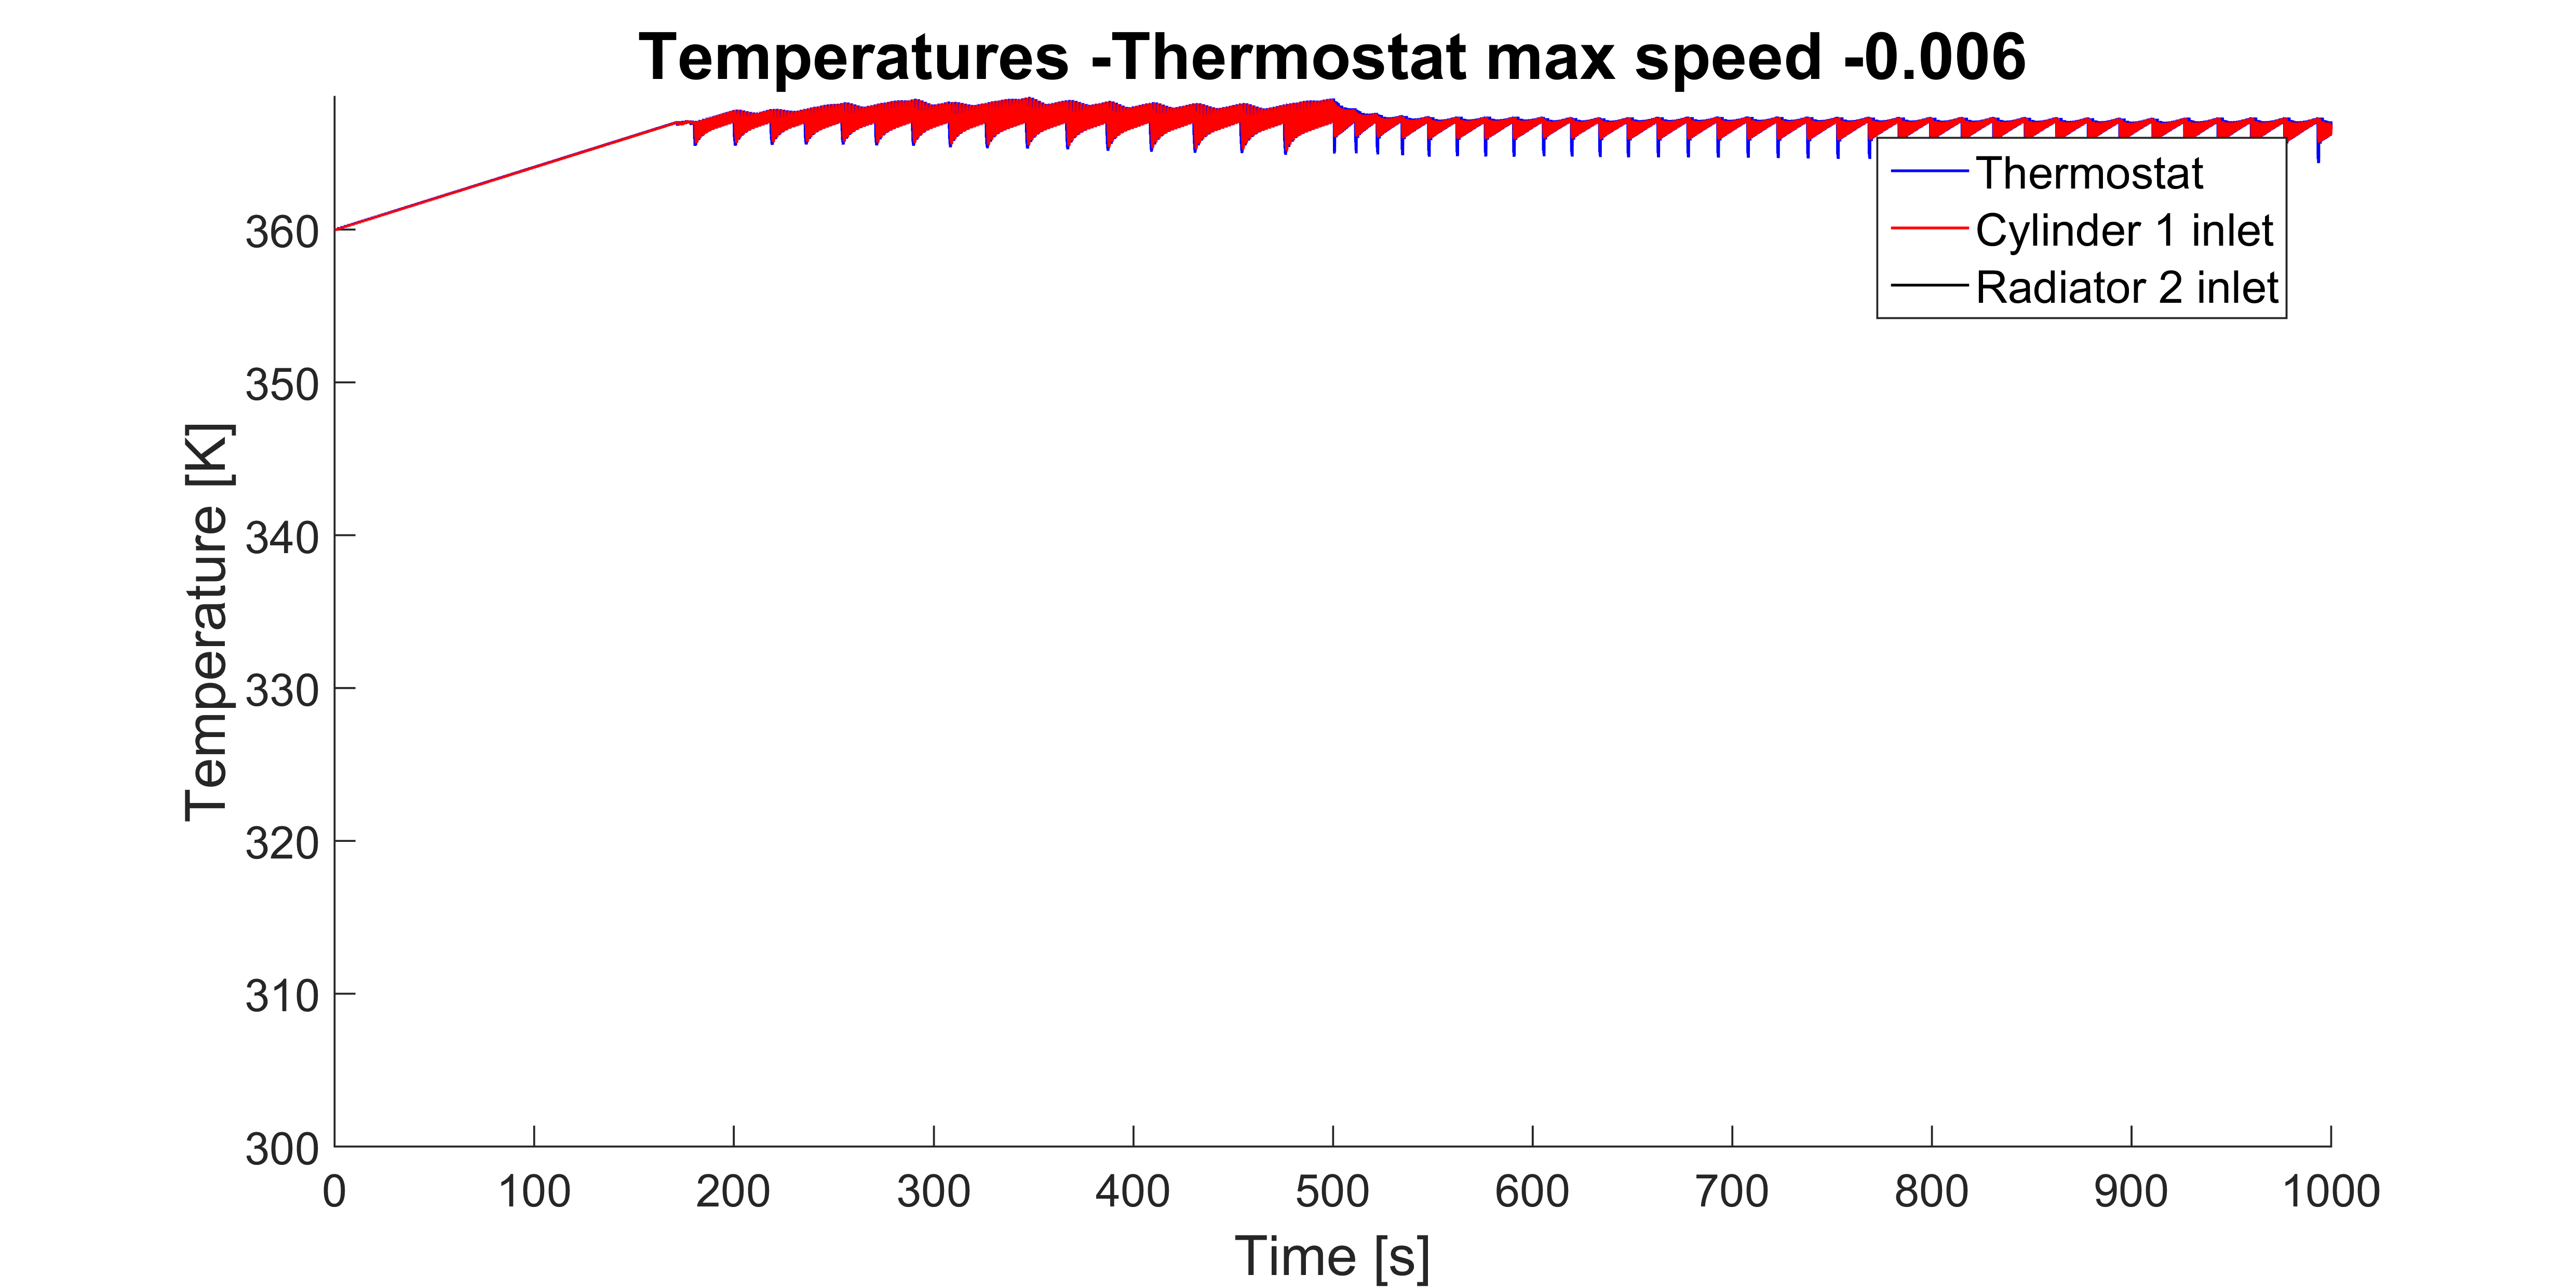 Temperatures -Thermostat max speed -0.006
Thermostat
Cylinder 1 inlet
Radiator 2 inlet
Temperature [K]
360
350
340
330
320
310
300
0 100 200 300 400 500 600 700 800 900 1000
Time [s]